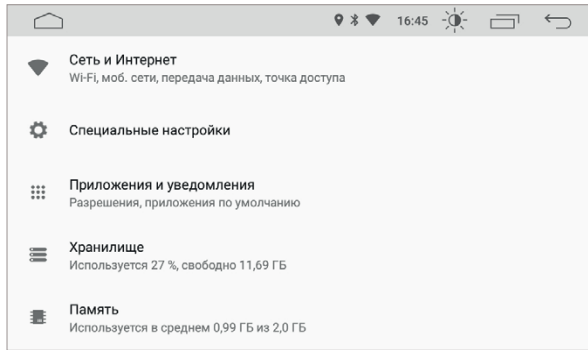 16:45
Сеть и Интернет
Wi-Fi, моб. сети, передача данных, точка доступа
Специальные настройки
Приложения и уведомления
Разрешения, приложения по умолчанию
Хранилище
Используется 27 %, свободно 11,69 ГБ
Память
Используется в среднем 0,99 ГБ из 2,0 ГБ